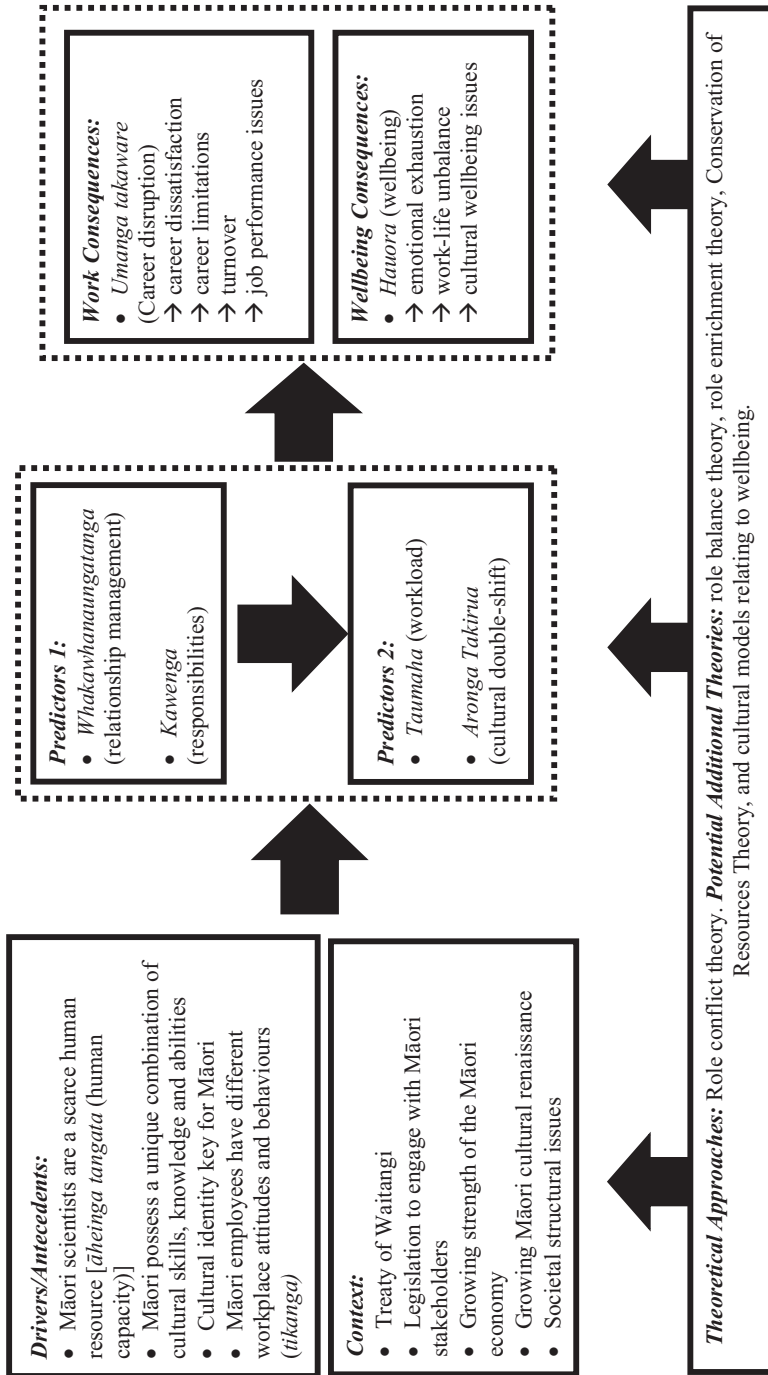 Drivers/Antecedents:
• Māori scientists are a scarce human
resource [āheinga tangata (human
capacity)]
• Māori possess a unique combination of
cultural skills, knowledge and abilities
• Cultural identity key for Māori
• Māori employees have different
workplace attitudes and behaviours
(tikanga)
Context:
• Treaty of Waitangi
• Legislation to engage with Māori
stakeholders
• Growing strength of the Māori
economy
• Growing Māori cultural renaissance
• Societal structural issues
Predictors 1:
• Whakawhanaungatanga
(relationship management)
• Kawenga
(responsibilities)
Predictors 2:
• Taumaha (workload)
• Aronga Takirua
(cultural double-shift)
Work Consequences:
• Umanga takaware
(Career disruption)
→ career dissatisfaction
→ career limitations
→ turnover
→ job performance issues
Wellbeing Consequences:
• Hauora (wellbeing)
→ emotional exhaustion
→ work-life unbalance
→ cultural wellbeing issues
Theoretical Approaches: Role conflict theory. Potential Additional Theories: role balance theory, role enrichment theory, Conservation of
Resources Theory, and cultural models relating to wellbeing.